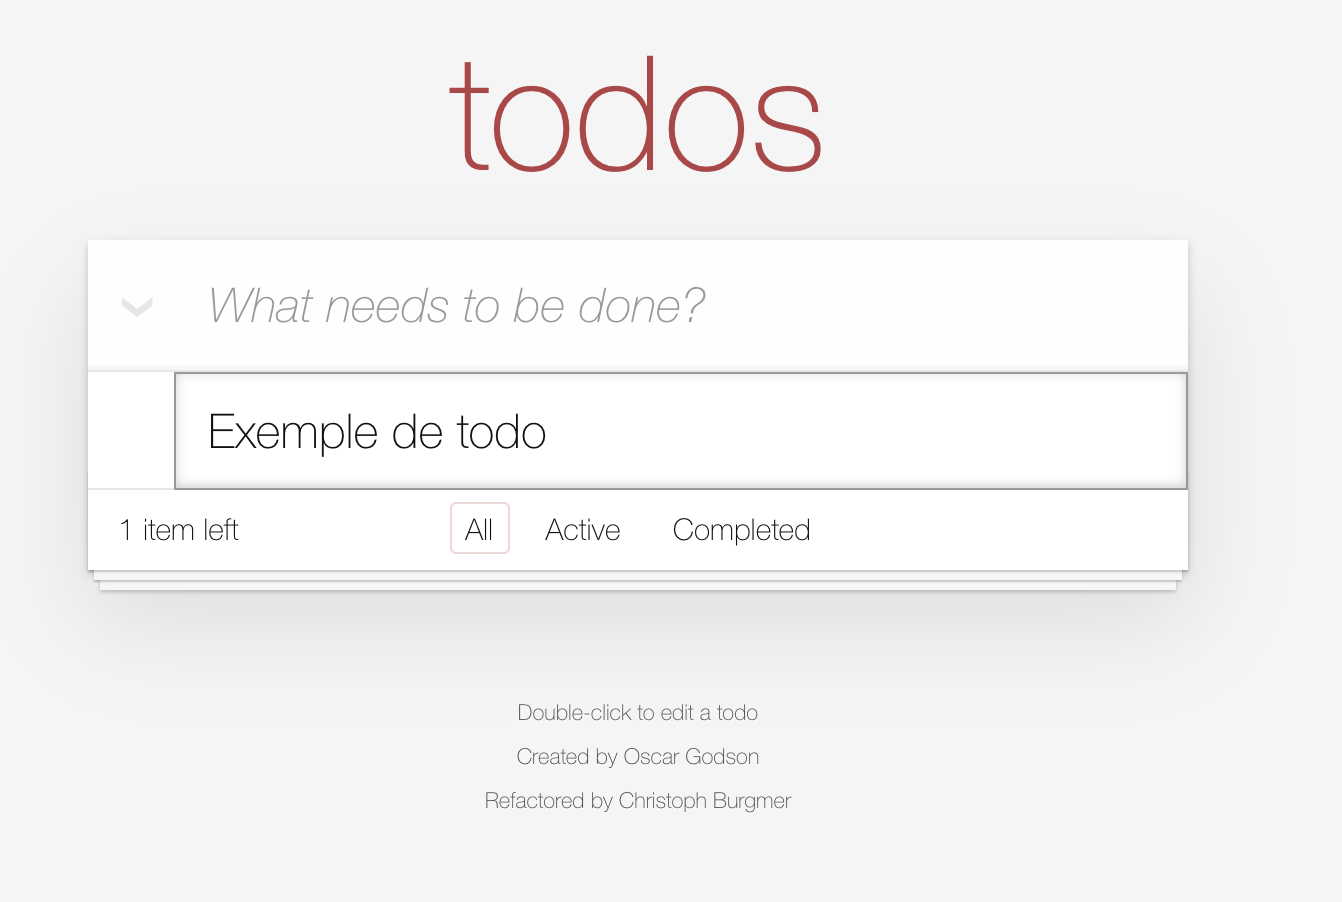 todos
What needs to be done?
Exemple de todo
1 item left All Active Completed
Double-click to edit a todo
Created by Oscar Godson
Refactored by Christoph Burgmer